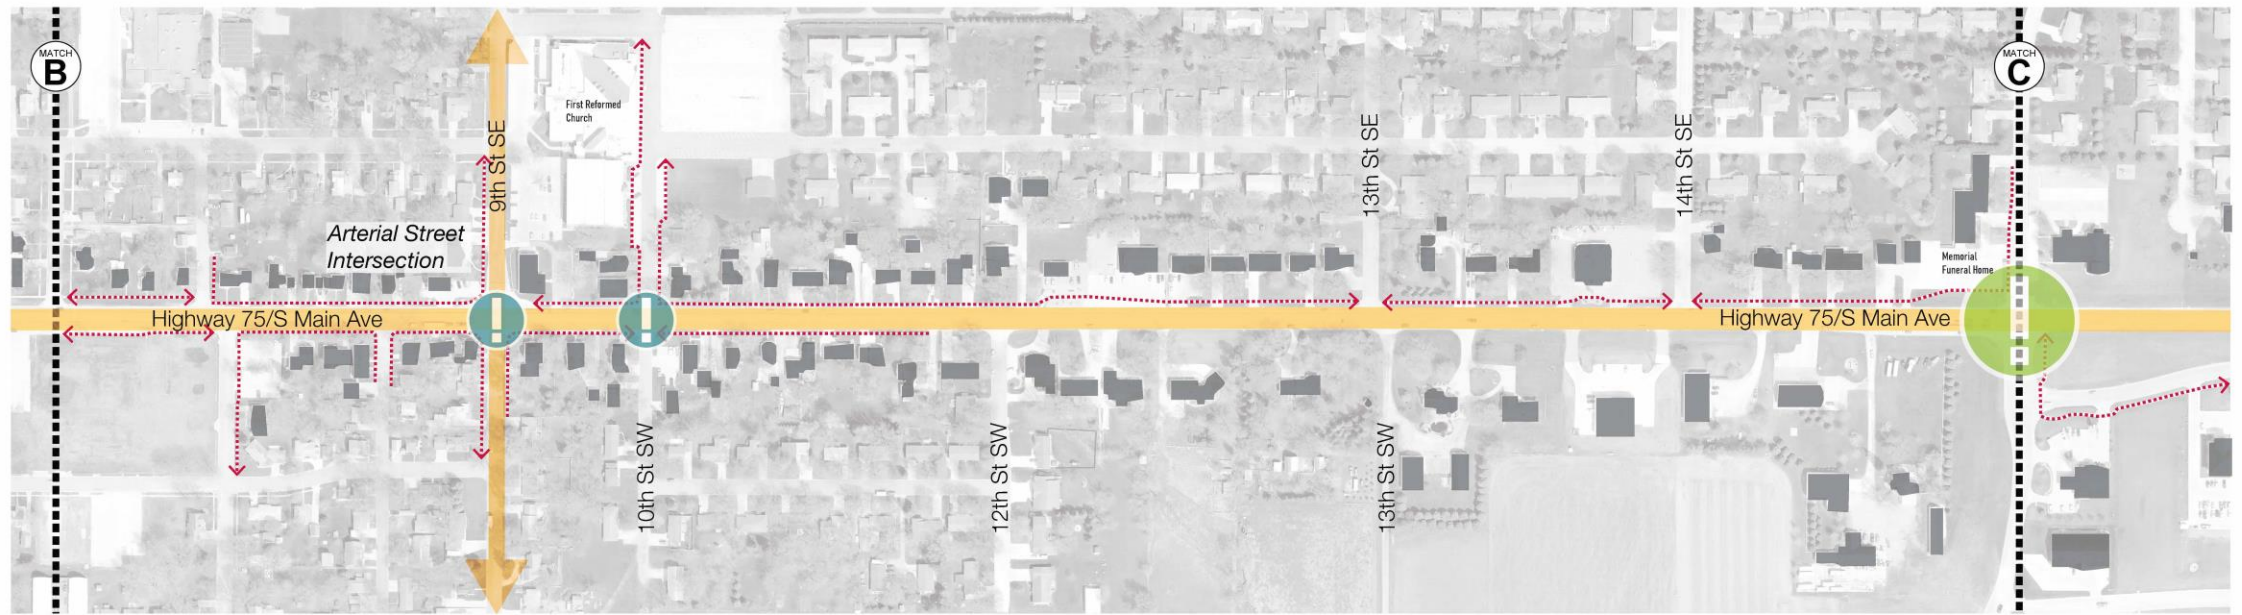 MATCH
B
MATCH
C
First Reformed
Church
9th St SE
13th St SE
14th St SE
Arterial Street
Intersection
Memorial
Funeral Home
!
!
!
Highway 75/S Main Ave
Highway 75/S Main Ave
10th St SW
12th St SW
13th St SW